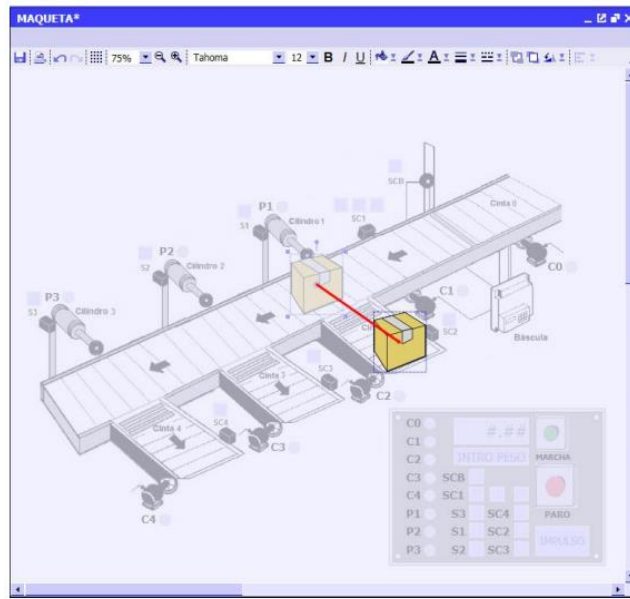 MAQUETA*
75% Tahoma 12 B I U A
SCB
Cinta 0
P1
S1
Cilindro 1
SC1
P2
S2
Cilindro 2
C0
P3
S3
Cilindro 3
C1
SC2
Báscula
Cinta 3
SC3
C2
Cinta 4
SC4
C3
C4
C0
C1
C2
C3
C4
P1
P2
P3
#.##
INTRO PESO
MARCHA
SCB
SC1
S3 SC4
S1 SC2
S2 SC3
PARO
IMPULSO